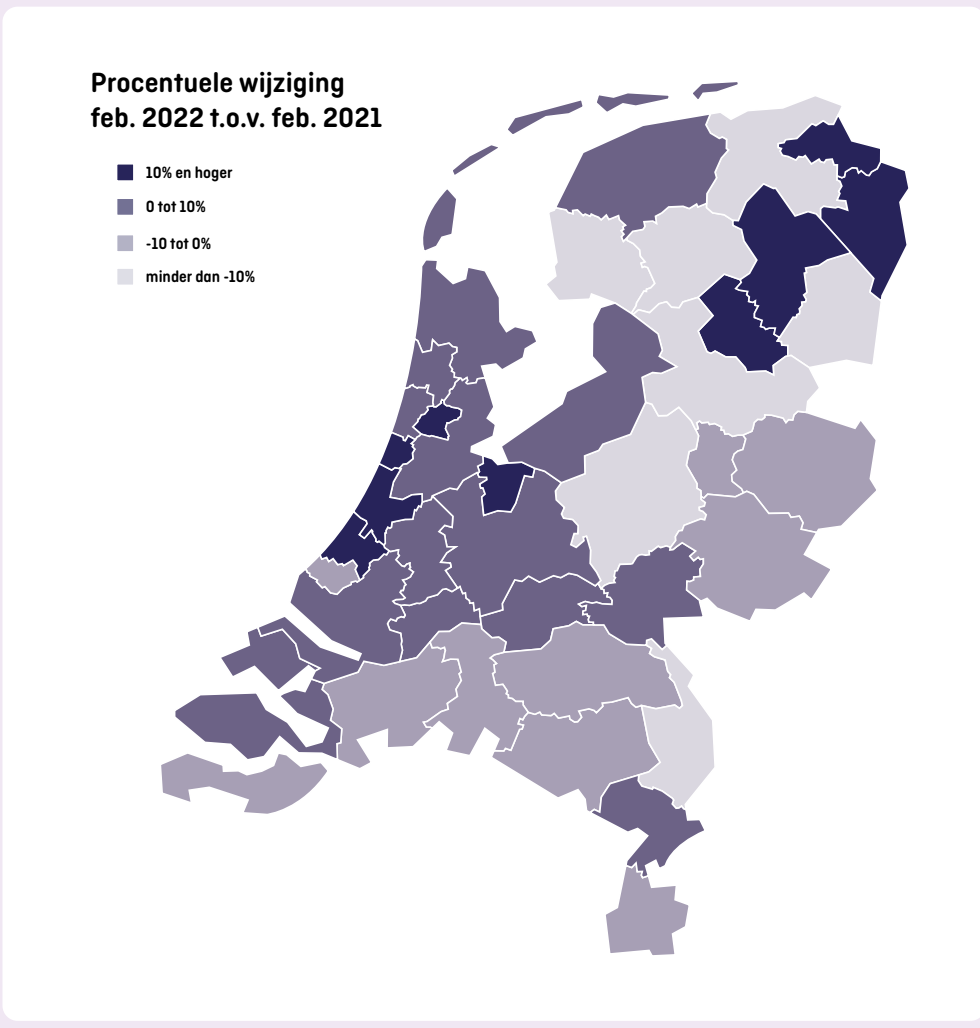 Procentuele wijziging
feb. 2022 t.o.v. feb. 2021
10% en hoger
0 tot 10%
-10 tot 0%
minder dan -10%